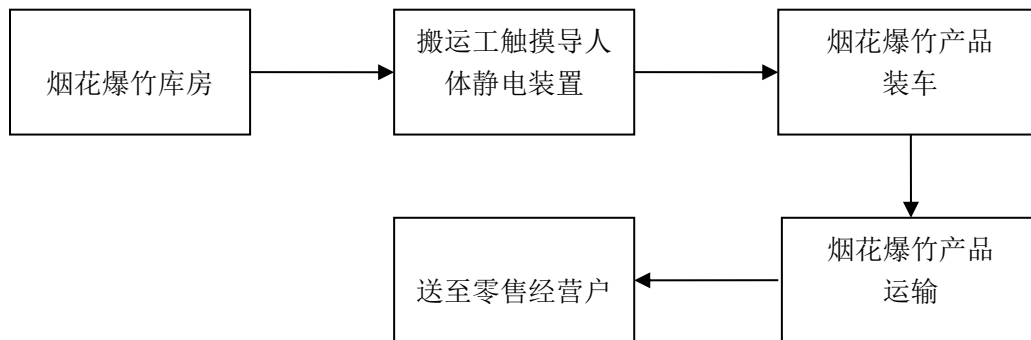 烟花爆竹库房
搬运工触摸导人
体静电装置
烟花爆竹产品
装车
烟花爆竹产品
运输
送至零售经营户